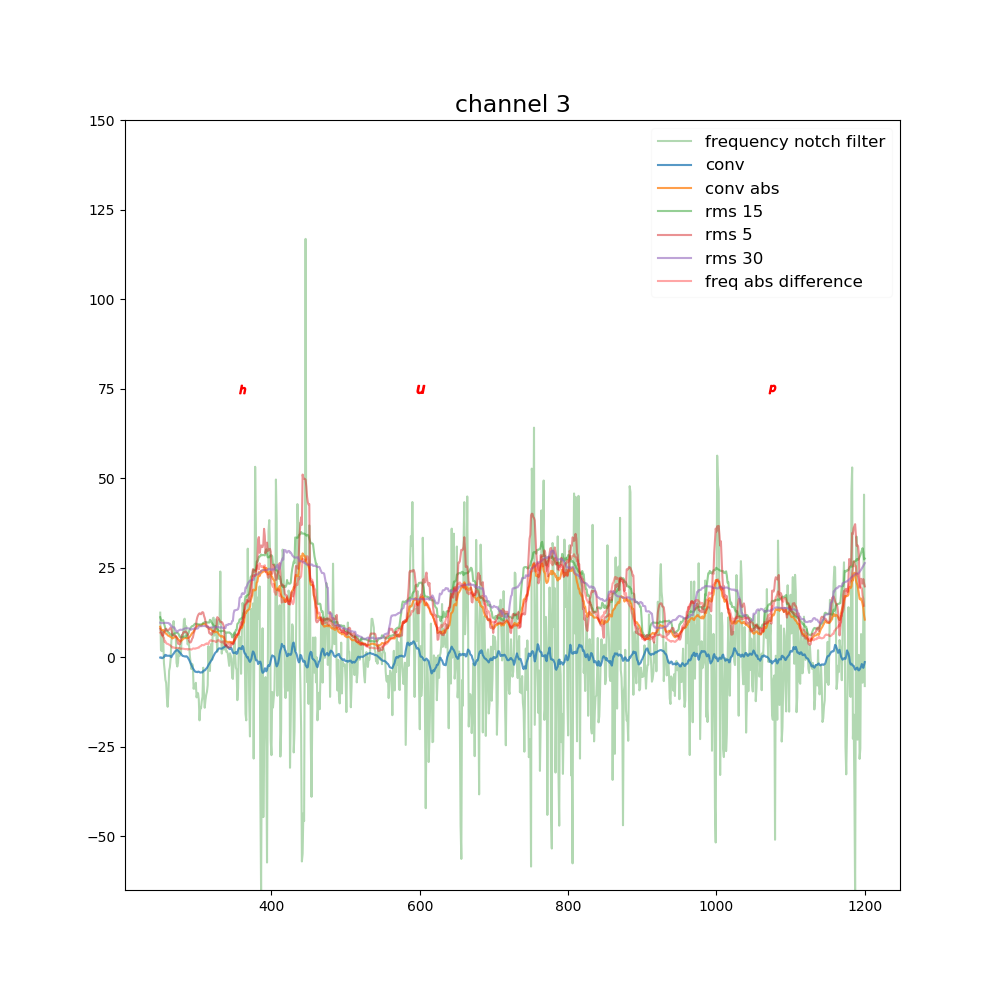 channel 3
150
125
100
75
50
25
0
−25
−50
frequency notch filter
conv
conv abs
rms 15
rms 5
rms 30
freq abs difference
h u p
400 600 800 1000 1200